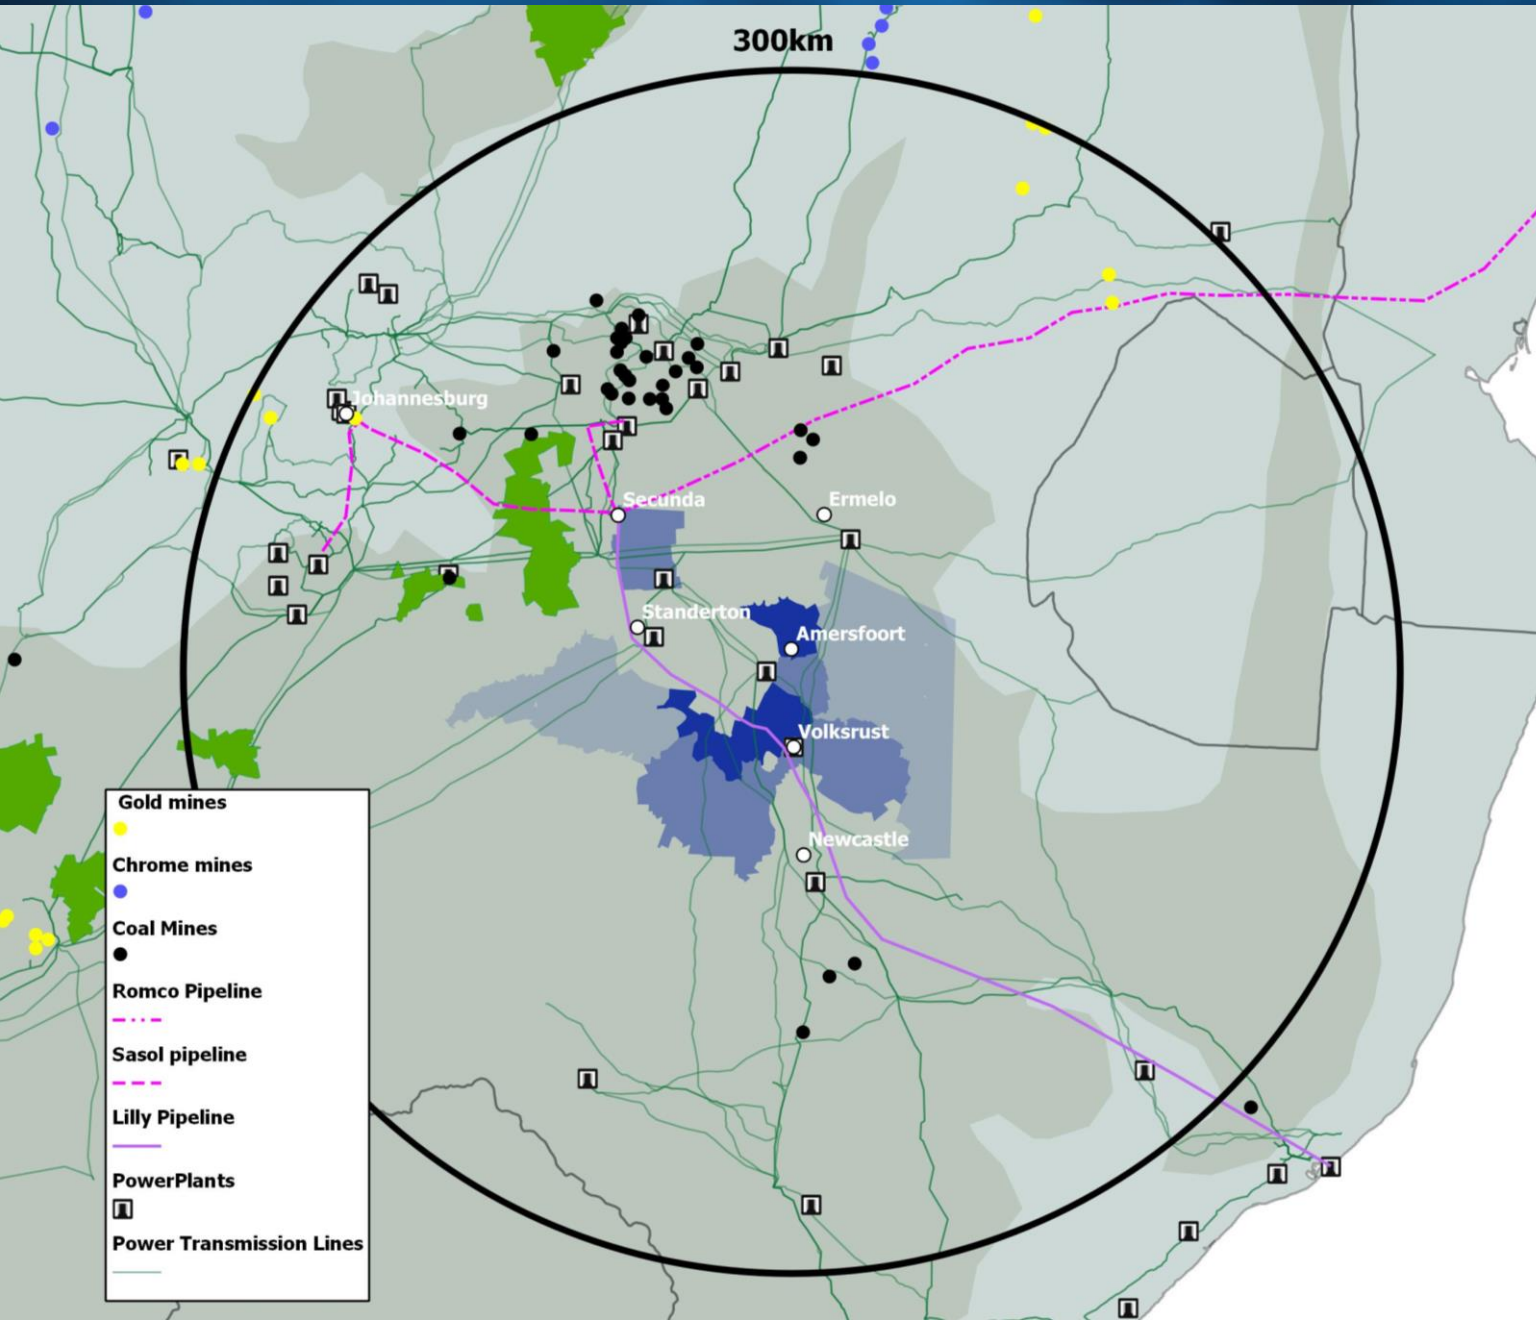 300km
Johannesburg
Secunda
Ermelo
Standerton
Amersfoort
Volksrust
Newcastle
Gold mines
Chrome mines
Coal Mines
Romco Pipeline
Sasol pipeline
Lilly Pipeline
PowerPlants
Power Transmission Lines